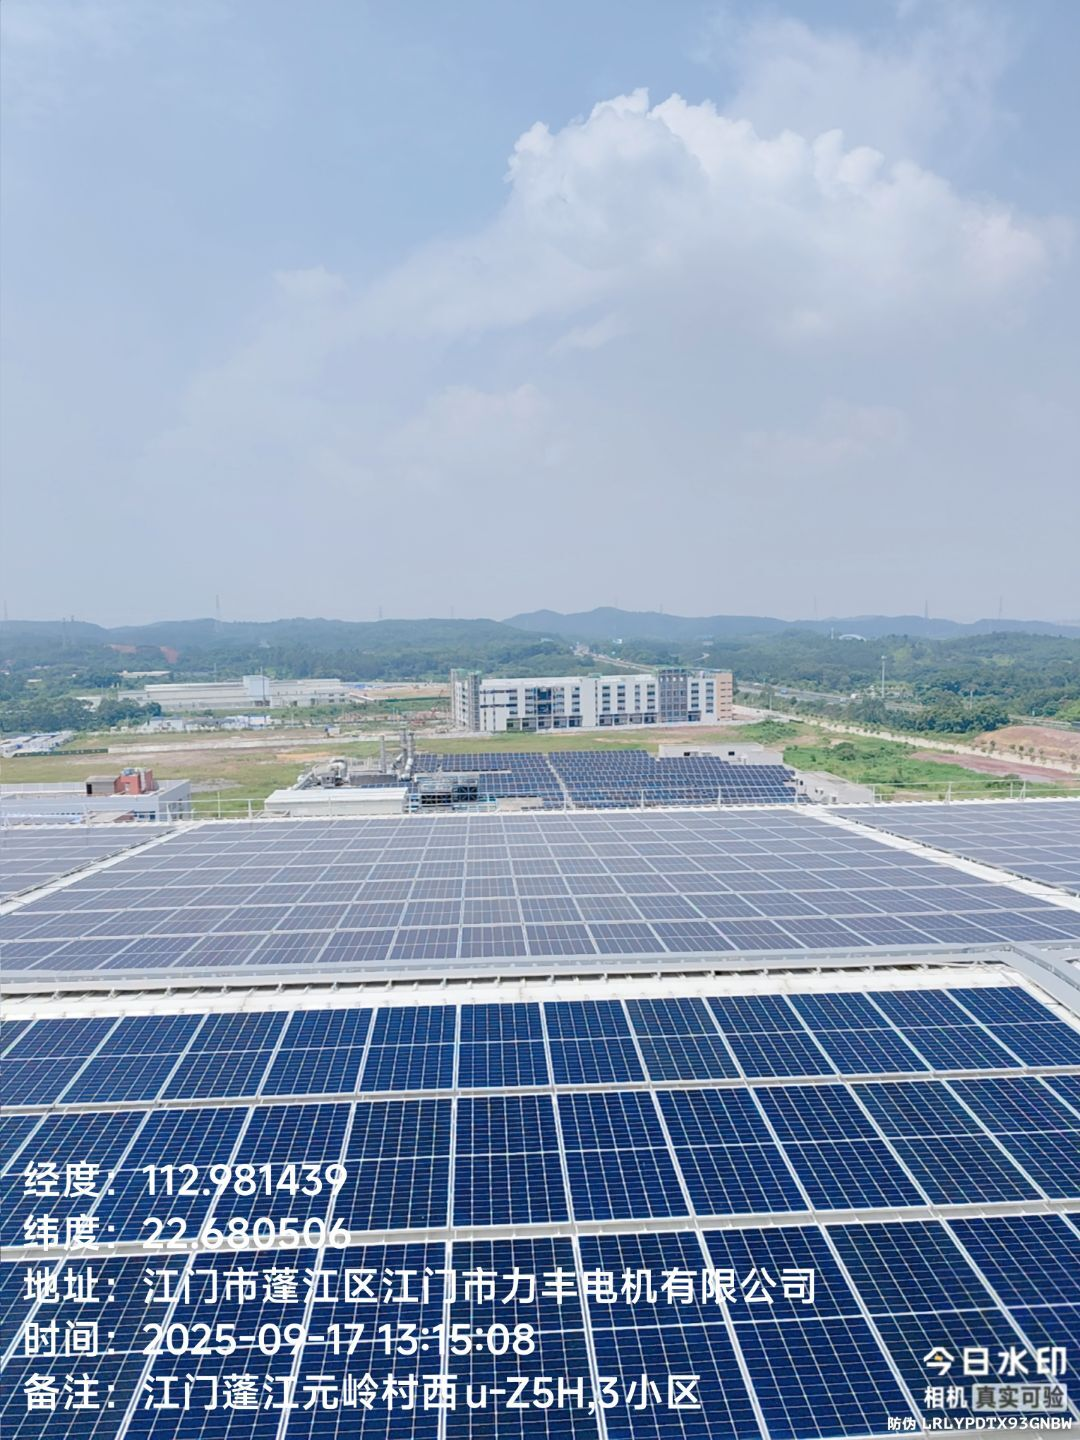 经度：112.981439
纬度：22.680506
地址：江门市蓬江区江门市力丰电机有限公司
时间：2025-09-17 13:15:08
备注：江门蓬江元岭村西u-Z5H,3小区
今日水印
相机 真实可验
防伪 LRLYPDTX93GNBW